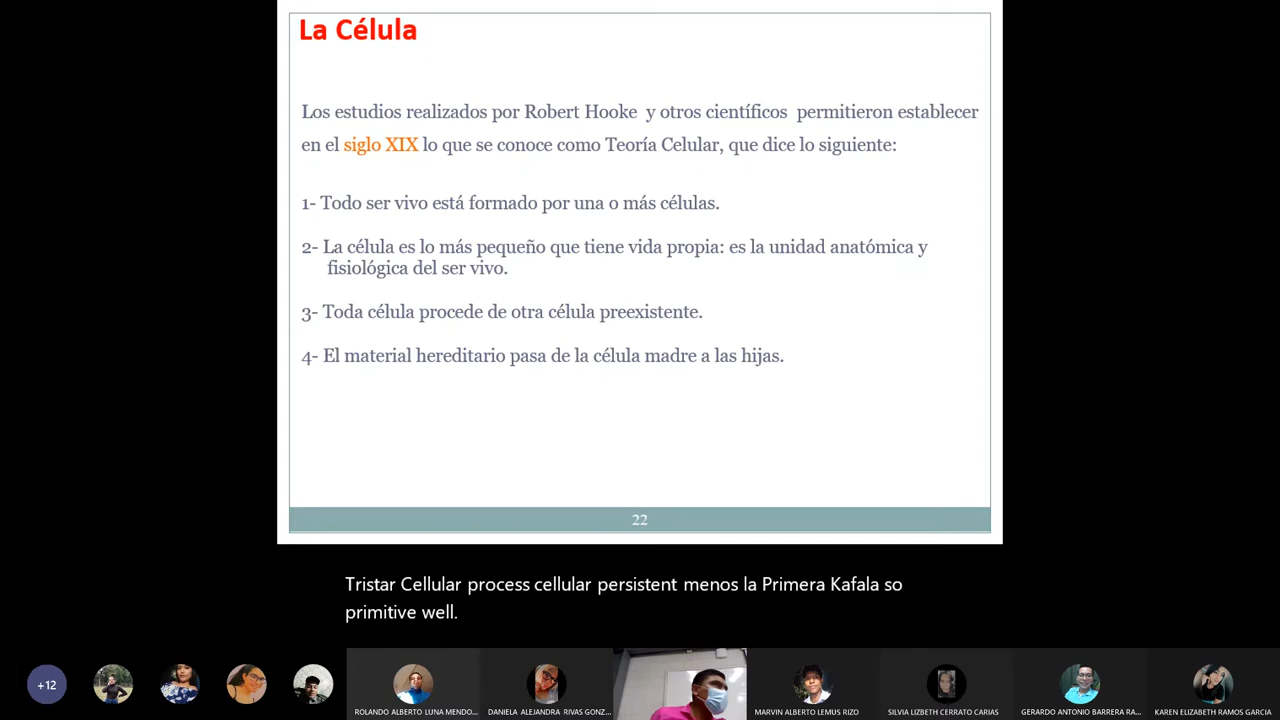 La Célula
Los estudios realizados por Robert Hooke y otros científicos permitieron establecer
en el siglo XIX lo que se conoce como Teoría Celular, que dice lo siguiente:
1- Todo ser vivo está formado por una o más células.
2- La célula es lo más pequeño que tiene vida propia: es la unidad anatómica y
fisiológica del ser vivo.
3- Toda célula procede de otra célula preexistente.
4- El material hereditario pasa de la célula madre a las hijas.
22
Tristar Cellular process cellular persistent menos la Primera Kafala so
primitive well.
+12
ROLANDO ALBERTO LUNA MENDO...
DANIELA ALEJANDRA RIVAS GONZ...
MARVIN ALBERTO LEMUS RIZO
SILVIA LIZBETH CERRATO CARIAS
GERARDO ANTONIO BARRERA RA...
KAREN ELIZABETH RAMOS GARCIA